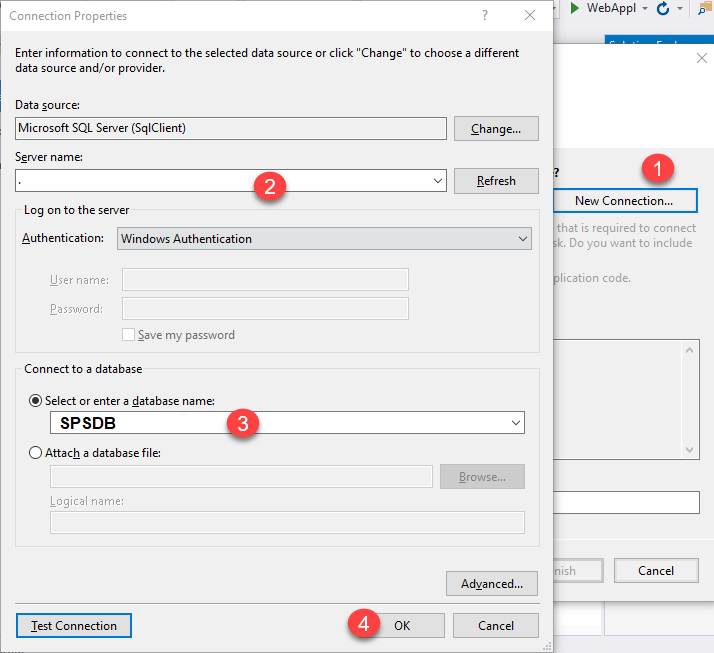 Connection Properties
?
Enter information to connect to the selected data source or click "Change" to choose a different
data source and/or provider.
Data source:
Microsoft SQL Server (SqlClient)
Change...
Server name:
.
2
Refresh
Log on to the server
Authentication:
Windows Authentication
User name:
Password:
Save my password
Connect to a database
Select or enter a database name:
SPSDB
3
Attach a database file:
Browse...
Logical name:
Advanced...
Test Connection
4
OK
Cancel
WebAppl
?
1
New Connection...
that is required to connect
Do you want to include
code.
Cancel